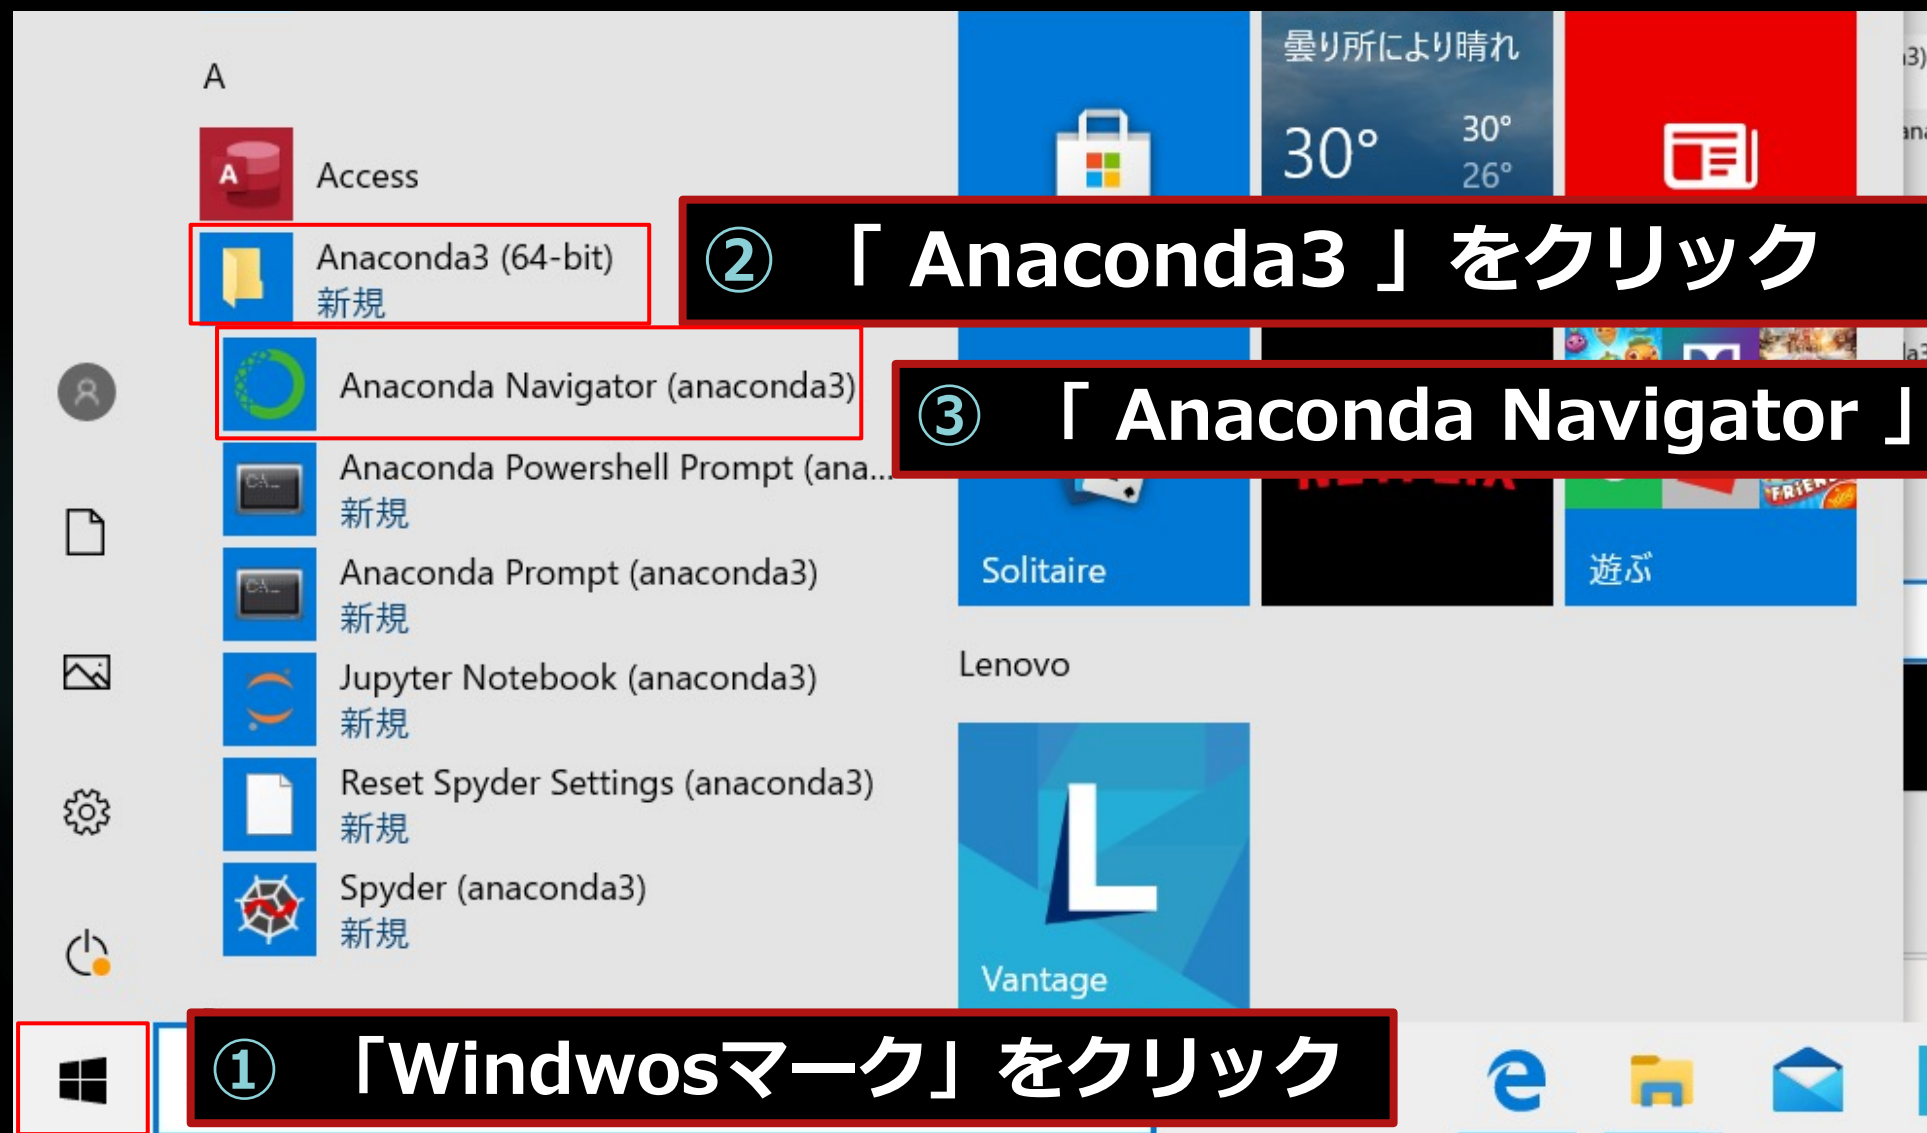 A
Access
Anaconda3 (64-bit)
新規
Anaconda Navigator (anaconda3)
Anaconda Powershell Prompt (ana...
新規
Anaconda Prompt (anaconda3)
新規
Jupyter Notebook (anaconda3)
新規
Reset Spyder Settings (anaconda3)
新規
Spyder (anaconda3)
新規
曇り所により晴れ
30° 30°
26°
② 「 Anaconda3 」をクリック
③ 「 Anaconda Navigator 」
Solitaire
遊ぶ
Lenovo
L
Vantage
① 「Windwosマーク」をクリック